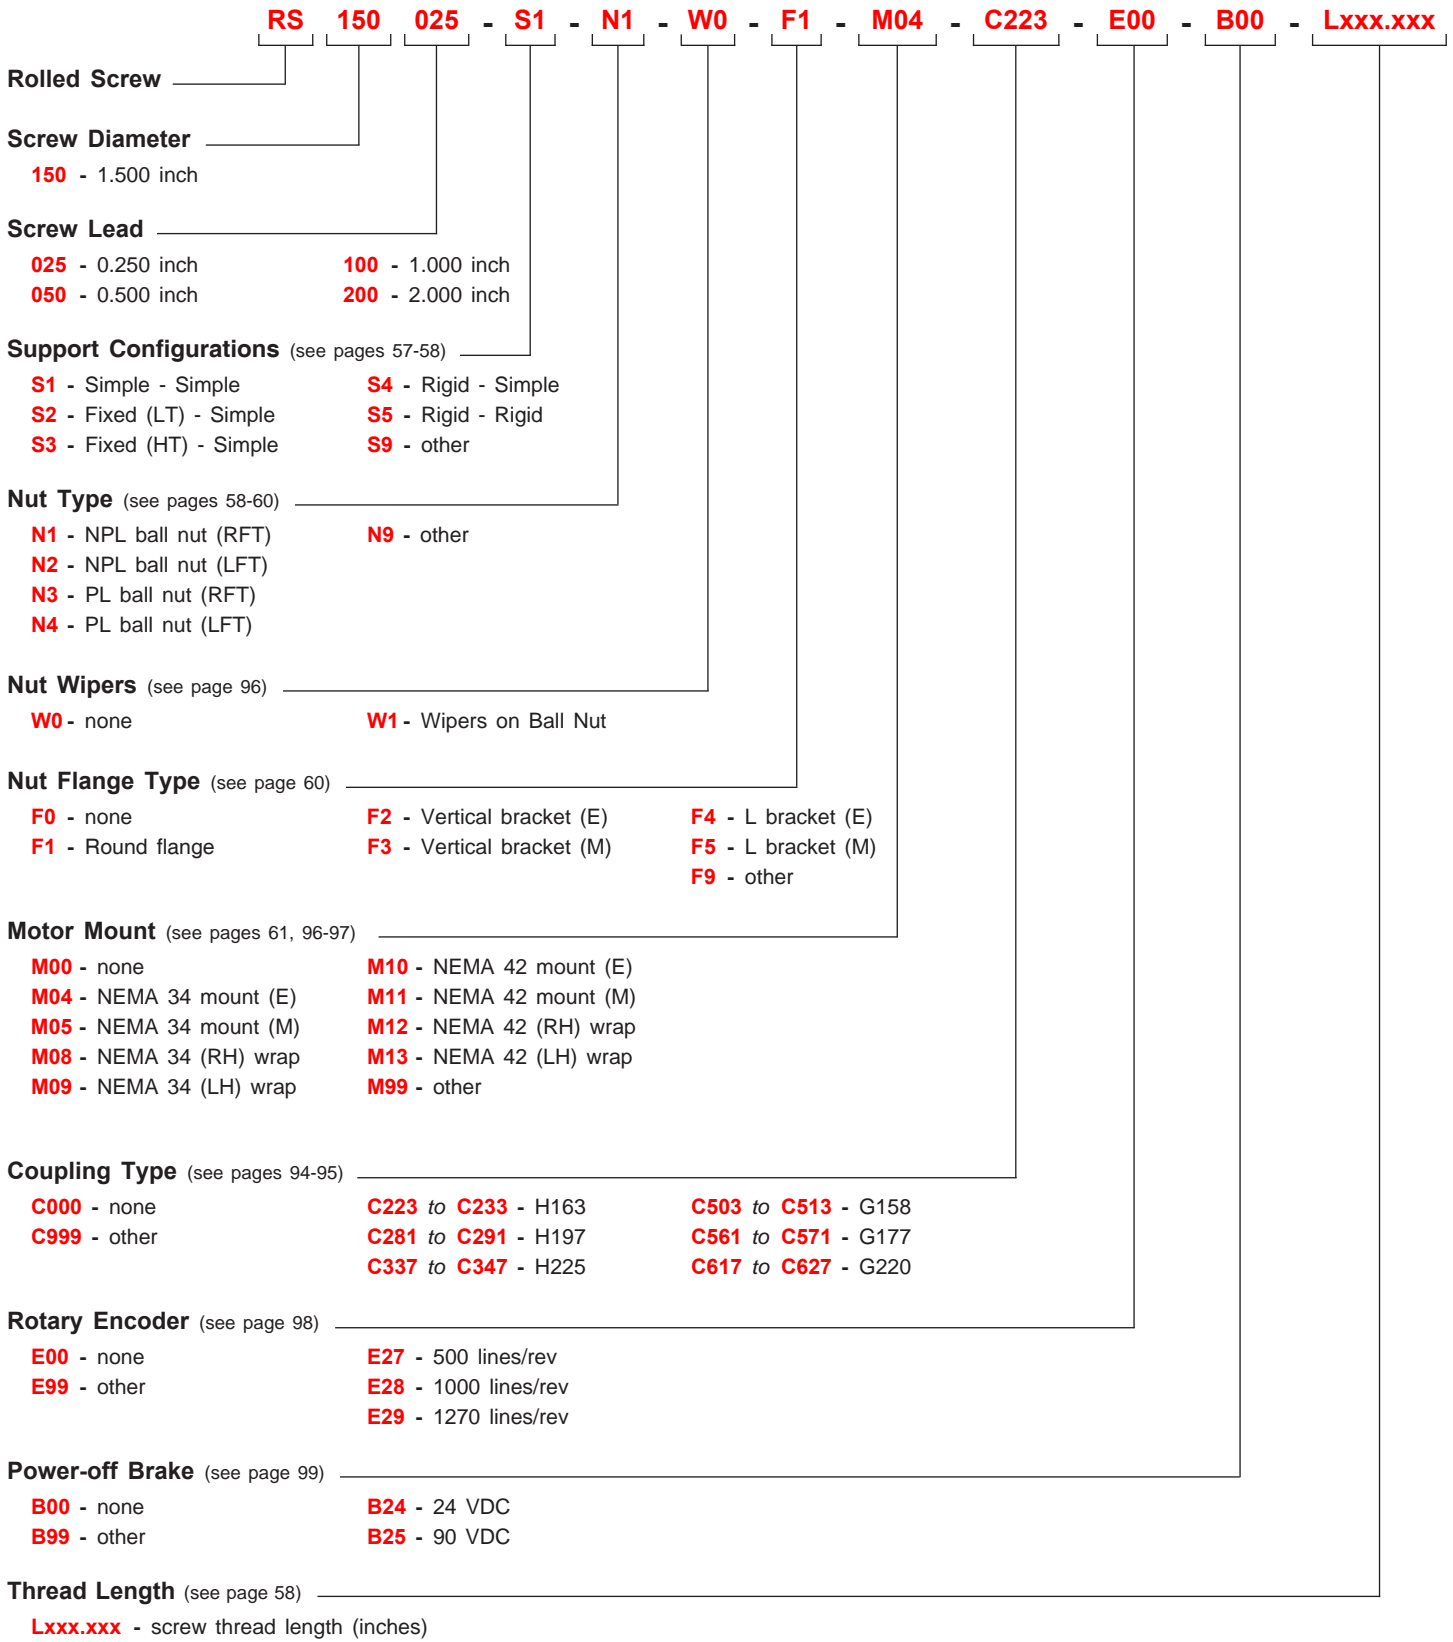 RS 150 025 - S1 - N1 - W0 - F1 - M04 - C223 - E00 - B00 - Lxxx.xxx
Rolled Screw
Screw Diameter
150 - 1.500 inch
Screw Lead
025 - 0.250 inch 100 - 1.000 inch
050 - 0.500 inch 200 - 2.000 inch
Support Configurations (see pages 57-58)
S1 - Simple - Simple S4 - Rigid - Simple
S2 - Fixed (LT) - Simple S5 - Rigid - Rigid
S3 - Fixed (HT) - Simple S9 - other
Nut Type (see pages 58-60)
N1 - NPL ball nut (RFT) N9 - other
N2 - NPL ball nut (LFT)
N3 - PL ball nut (RFT)
N4 - PL ball nut (LFT)
Nut Wipers (see page 96)
W0 - none W1 - Wipers on Ball Nut
Nut Flange Type (see page 60)
F0 - none F2 - Vertical bracket (E) F4 - L bracket (E)
F1 - Round flange F3 - Vertical bracket (M) F5 - L bracket (M)
F9 - other
Motor Mount (see pages 61, 96-97)
M00 - none M10 - NEMA 42 mount (E)
M04 - NEMA 34 mount (E) M11 - NEMA 42 mount (M)
M05 - NEMA 34 mount (M) M12 - NEMA 42 (RH) wrap
M08 - NEMA 34 (RH) wrap M13 - NEMA 42 (LH) wrap
M09 - NEMA 34 (LH) wrap M99 - other
Coupling Type (see pages 94-95)
C000 - none C223 to C233 - H163 C503 to C513 - G158
C999 - other C281 to C291 - H197 C561 to C571 - G177
C337 to C347 - H225 C617 to C627 - G220
Rotary Encoder (see page 98)
E00 - none E27 - 500 lines/rev
E99 - other E28 - 1000 lines/rev
E29 - 1270 lines/rev
Power-off Brake (see page 99)
B00 - none B24 - 24 VDC
B99 - other B25 - 90 VDC
Thread Length (see page 58)
Lxxx.xxx - screw thread length (inches)